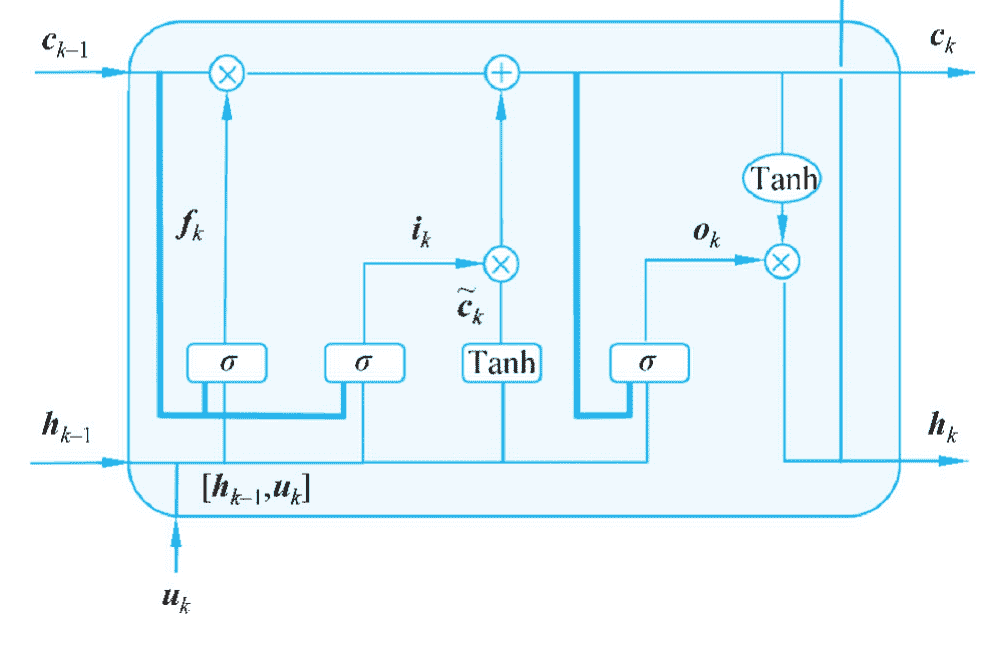 c_{k-1}
c_k
×
+
Tanh
f_k
i_k
o_k
×
×
c̃_k
σ
σ
Tanh
σ
h_{k-1}
h_k
[h_{k-1},u_k]
u_k